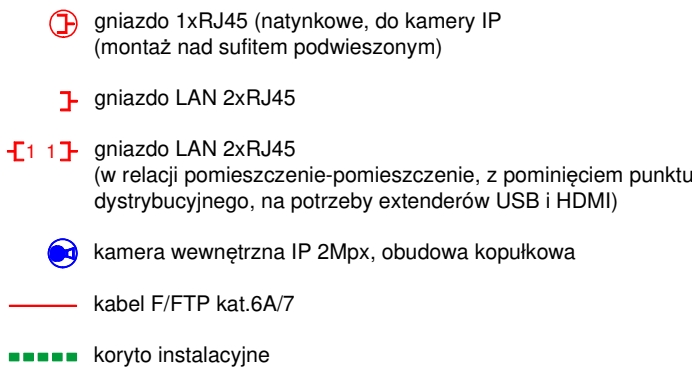 gniazdo 1xRJ45 (natynkowe, do kamery IP
(montaż nad sufitem podwieszonym)
gniazdo LAN 2xRJ45
1 1 gniazdo LAN 2xRJ45
(w relacji pomieszczenie-pomieszczenie, z pominięciem punktu
dystrybucyjnego, na potrzeby extenderów USB i HDMI)
kamera wewnętrzna IP 2Mpx, obudowa kopułkowa
kabel F/FTP kat.6A/7
koryto instalacyjne